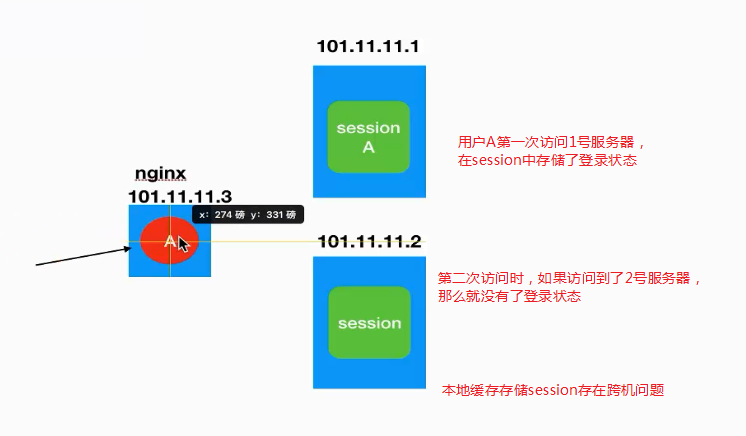 101.11.11.1
session
A
用户A第一次访问1号服务器，
在session中存储了登录状态
nginx
101.11.11.3
x: 274 磅 y: 331 磅
A
101.11.11.2
session
第二次访问时，如果访问到了2号服务器，
那么就没有了登录状态
本地缓存存储session存在跨机问题